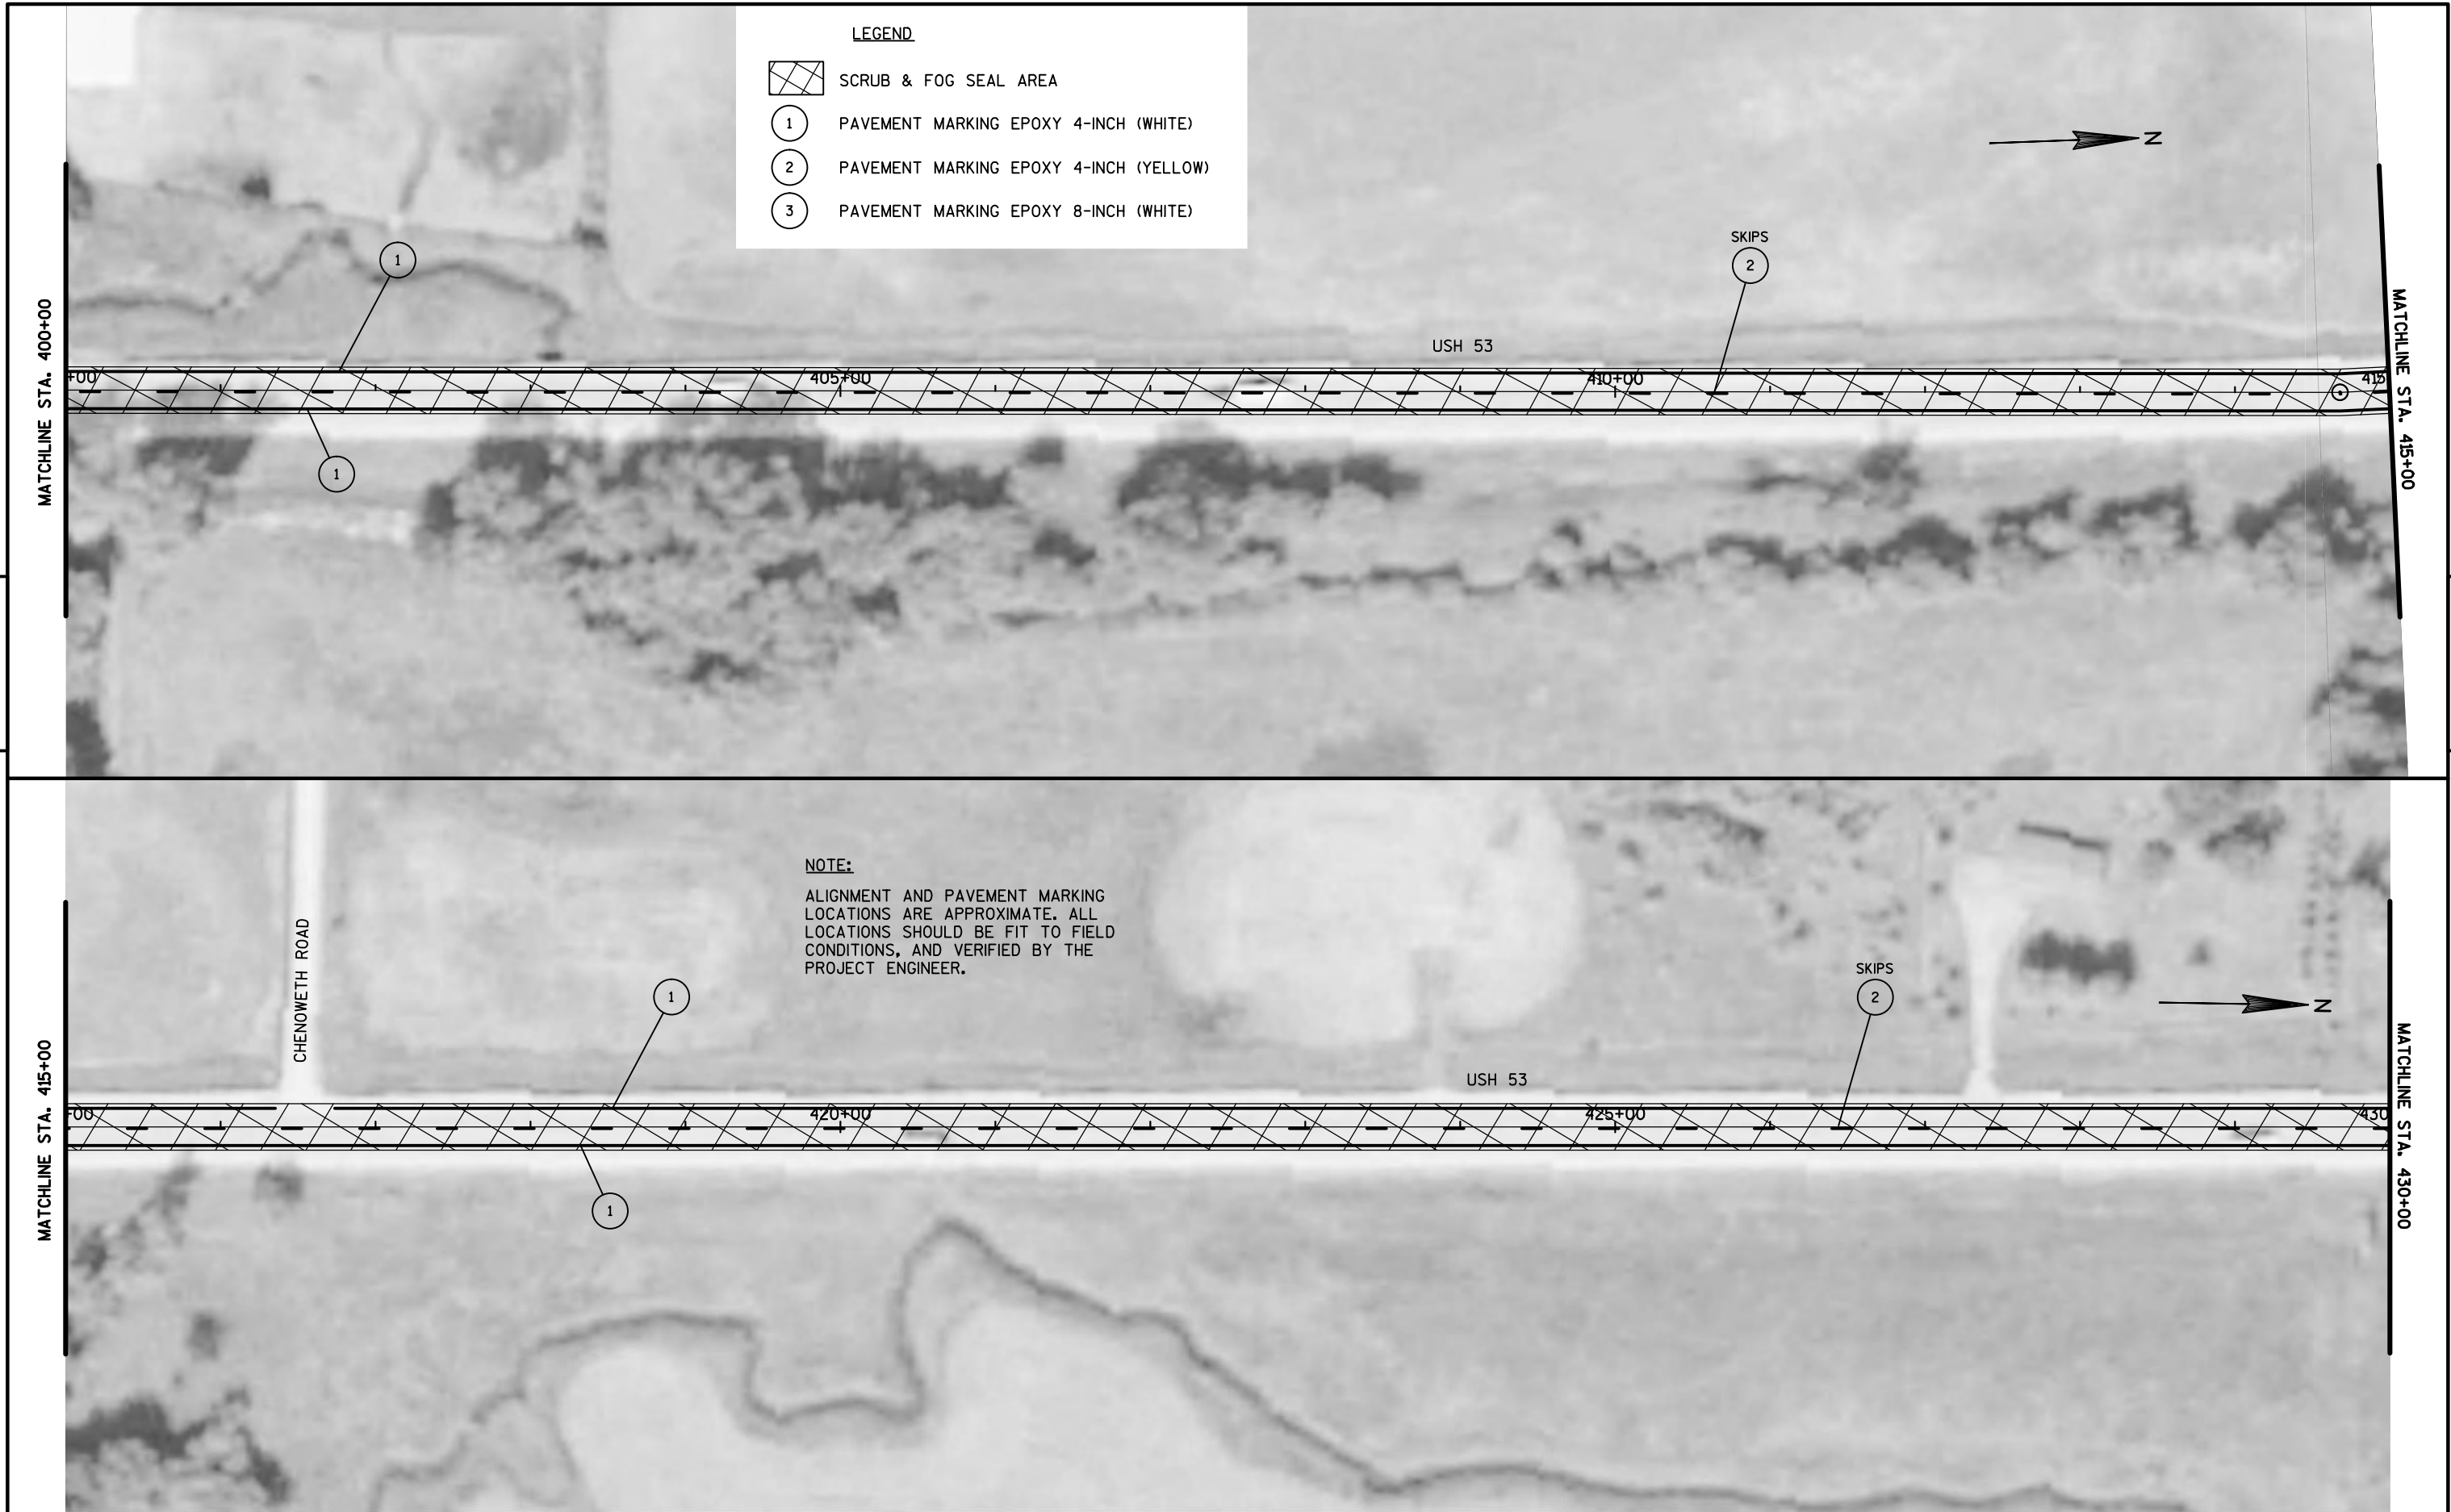 LEGEND
SCRUB & FOG SEAL AREA
1 PAVEMENT MARKING EPOXY 4-INCH (WHITE)
2 PAVEMENT MARKING EPOXY 4-INCH (YELLOW)
3 PAVEMENT MARKING EPOXY 8-INCH (WHITE)
N
SKIPS
2
1
USH 53
MATCHLINE STA. 400+00
+00
405+00
410+00
415
MATCHLINE STA. 415+00
1
NOTE:
ALIGNMENT AND PAVEMENT MARKING
LOCATIONS ARE APPROXIMATE. ALL
LOCATIONS SHOULD BE FIT TO FIELD
CONDITIONS, AND VERIFIED BY THE
PROJECT ENGINEER.
CHENOWETH ROAD
1
SKIPS
2
N
USH 53
MATCHLINE STA. 415+00
+00
420+00
425+00
430
MATCHLINE STA. 430+00
1